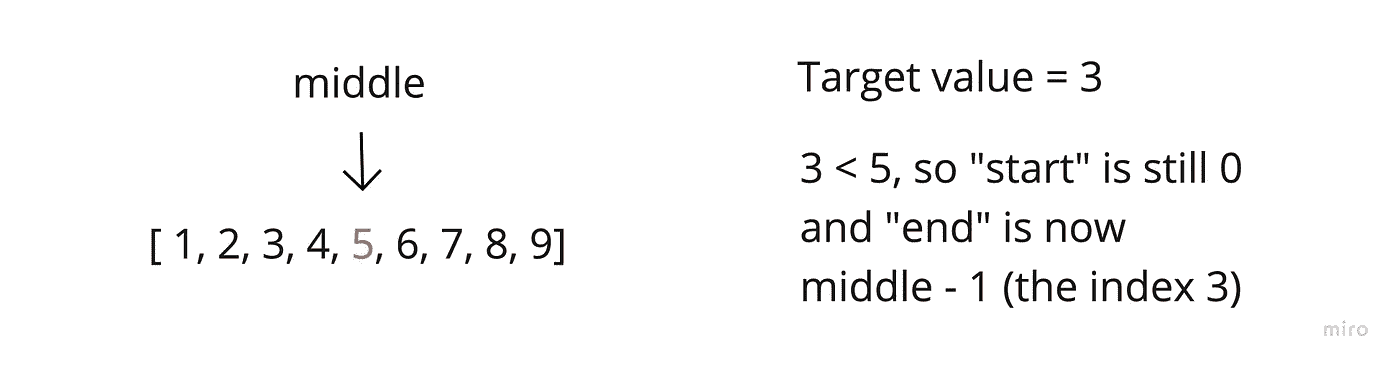 middle
[ 1, 2, 3, 4, 5, 6, 7, 8, 9]
Target value = 3
3 < 5, so "start" is still 0
and "end" is now
middle - 1 (the index 3)
miro